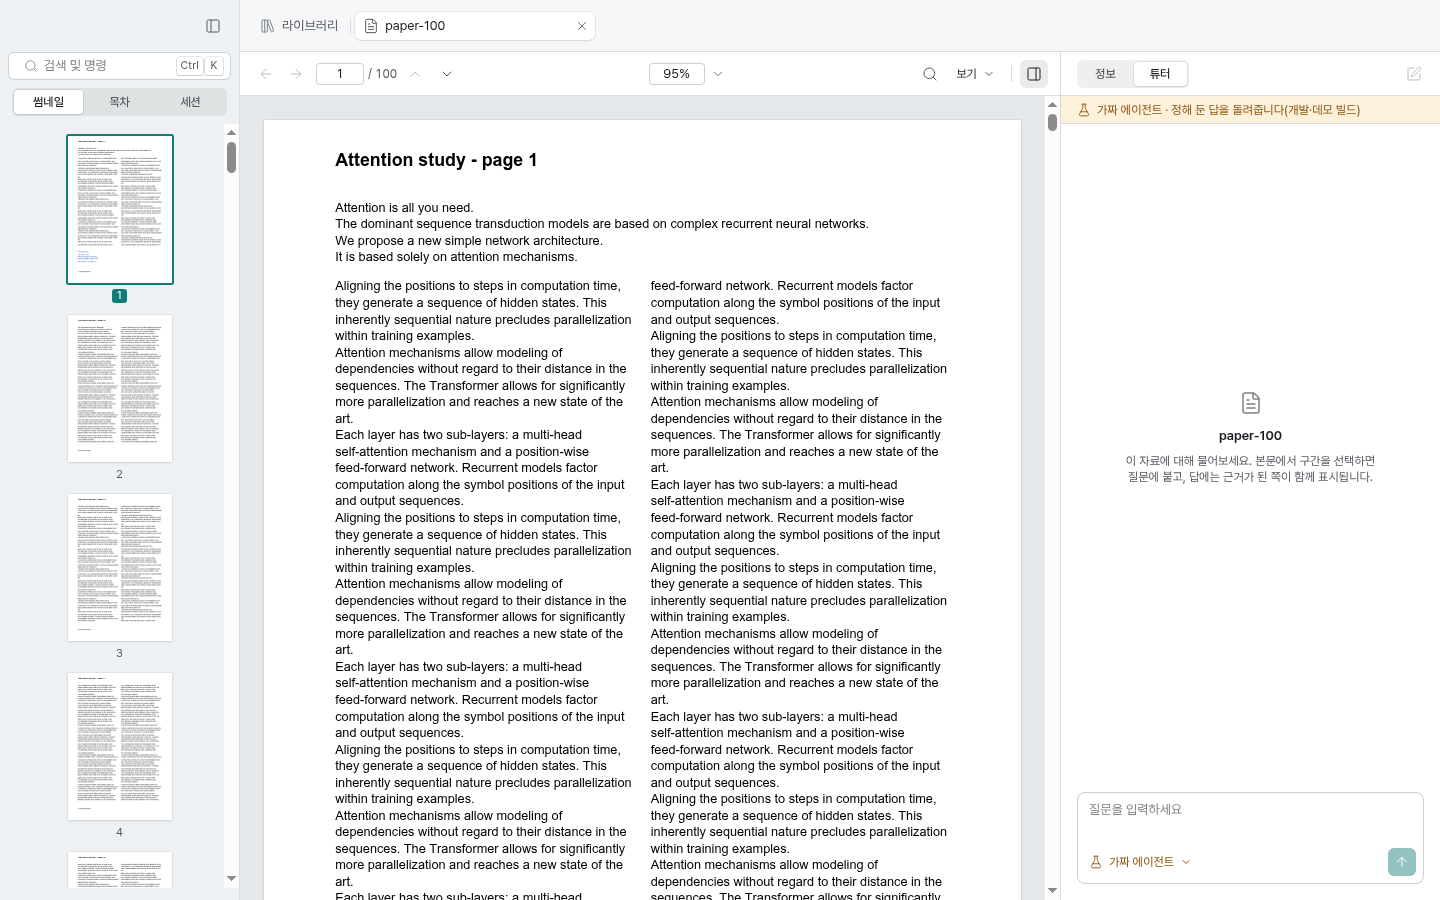 라이브러리
paper-100
검색 및 명령
Ctrl
K
1 / 100
95%
보기
정보
튜터
썸네일
목차
세션
가짜 에이전트 · 정해 둔 답을 돌려줍니다(개발·데모 빌드)
1
2
3
4
Attention study - page 1
Attention is all you need.
The dominant sequence transduction models are based on complex recurrent neural networks.
We propose a new simple network architecture.
It is based solely on attention mechanisms.
Aligning the positions to steps in computation time,
they generate a sequence of hidden states. This
inherently sequential nature precludes parallelization
within training examples.
Attention mechanisms allow modeling of
dependencies without regard to their distance in the
sequences. The Transformer allows for significantly
more parallelization and reaches a new state of the
art.
Each layer has two sub-layers: a multi-head
self-attention mechanism and a position-wise
feed-forward network. Recurrent models factor
computation along the symbol positions of the input
and output sequences.
Aligning the positions to steps in computation time,
they generate a sequence of hidden states. This
inherently sequential nature precludes parallelization
within training examples.
Attention mechanisms allow modeling of
dependencies without regard to their distance in the
sequences. The Transformer allows for significantly
more parallelization and reaches a new state of the
art.
Each layer has two sub-layers: a multi-head
self-attention mechanism and a position-wise
feed-forward network. Recurrent models factor
computation along the symbol positions of the input
and output sequences.
Aligning the positions to steps in computation time,
they generate a sequence of hidden states. This
inherently sequential nature precludes parallelization
within training examples.
Attention mechanisms allow modeling of
dependencies without regard to their distance in the
sequences. The Transformer allows for significantly
more parallelization and reaches a new state of the
art.
Each layer has two sub-layers: a multi-head
feed-forward network. Recurrent models factor
computation along the symbol positions of the input
and output sequences.
Aligning the positions to steps in computation time,
they generate a sequence of hidden states. This
inherently sequential nature precludes parallelization
within training examples.
Attention mechanisms allow modeling of
dependencies without regard to their distance in the
sequences. The Transformer allows for significantly
more parallelization and reaches a new state of the
art.
Each layer has two sub-layers: a multi-head
self-attention mechanism and a position-wise
feed-forward network. Recurrent models factor
computation along the symbol positions of the input
and output sequences.
Aligning the positions to steps in computation time,
they generate a sequence of hidden states. This
inherently sequential nature precludes parallelization
within training examples.
Attention mechanisms allow modeling of
dependencies without regard to their distance in the
sequences. The Transformer allows for significantly
more parallelization and reaches a new state of the
art.
Each layer has two sub-layers: a multi-head
self-attention mechanism and a position-wise
feed-forward network. Recurrent models factor
computation along the symbol positions of the input
and output sequences.
Aligning the positions to steps in computation time,
they generate a sequence of hidden states. This
inherently sequential nature precludes parallelization
within training examples.
Attention mechanisms allow modeling of
dependencies without regard to their distance in the
sequences. The Transformer allows for significantly
paper-100
이 자료에 대해 물어보세요. 본문에서 구간을 선택하면
질문에 붙고, 답에는 근거가 된 쪽이 함께 표시됩니다.
질문을 입력하세요
가짜 에이전트